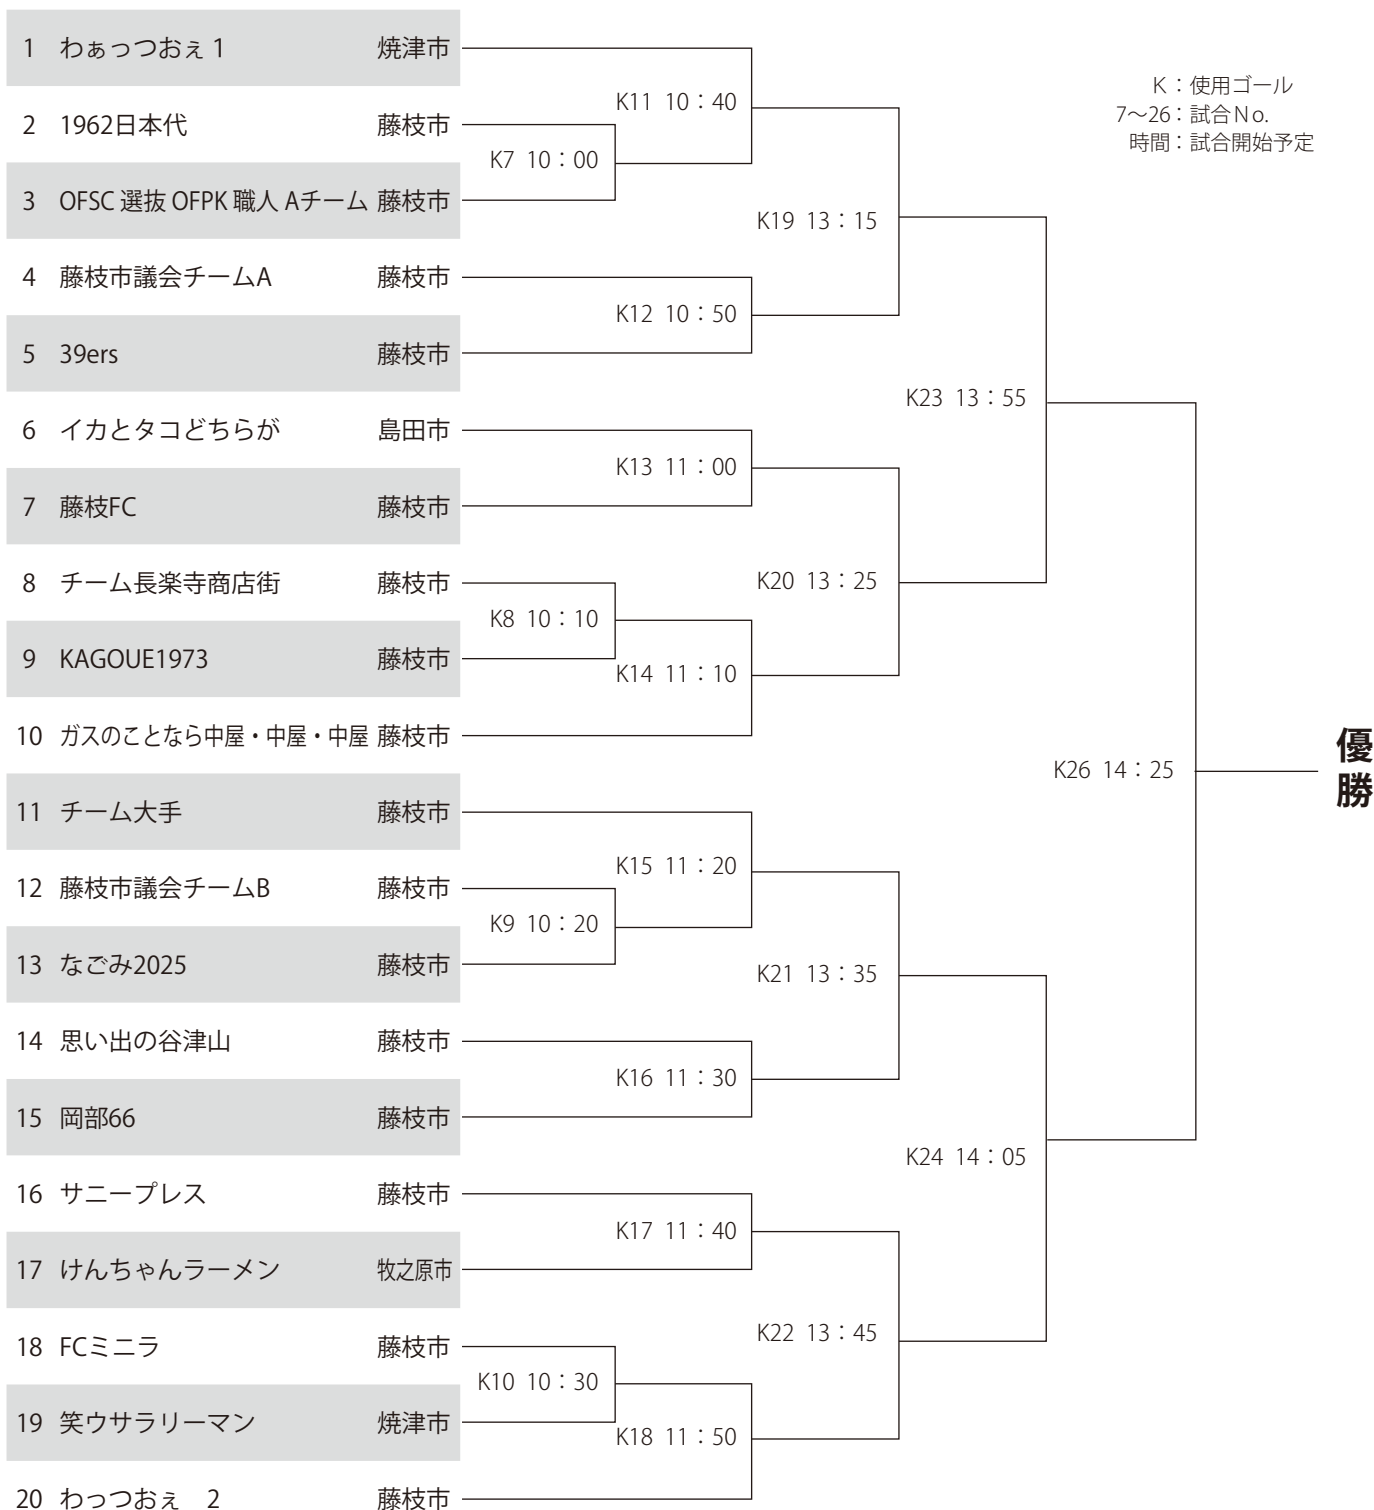 1 わぁっつおぇ 1 焼津市
2 1962日本代 藤枝市
3 OFSC 選抜 OFPK 職人 Aチーム 藤枝市
4 藤枝市議会チームA 藤枝市
5 39ers 藤枝市
6 イカとタコどちらが 島田市
7 藤枝FC 藤枝市
8 チーム長楽寺商店街 藤枝市
9 KAGOUE1973 藤枝市
10 ガスのことなら中屋・中屋・中屋 藤枝市
11 チーム大手 藤枝市
12 藤枝市議会チームB 藤枝市
13 なごみ2025 藤枝市
14 思い出の谷津山 藤枝市
15 岡部66 藤枝市
16 サニープレス 藤枝市
17 けんちゃんラーメン 牧之原市
18 FCミニラ 藤枝市
19 笑ウサラリーマン 焼津市
20 わっつおぇ　2 藤枝市
K7 10：00
K8 10：10
K9 10：20
K10 10：30
K11 10：40
K12 10：50
K13 11：00
K14 11：10
K15 11：20
K16 11：30
K17 11：40
K18 11：50
K19 13：15
K20 13：25
K21 13：35
K22 13：45
K23 13：55
K24 14：05
K26 14：25
K：使用ゴール
7〜26：試合No.
時間：試合開始予定
優勝